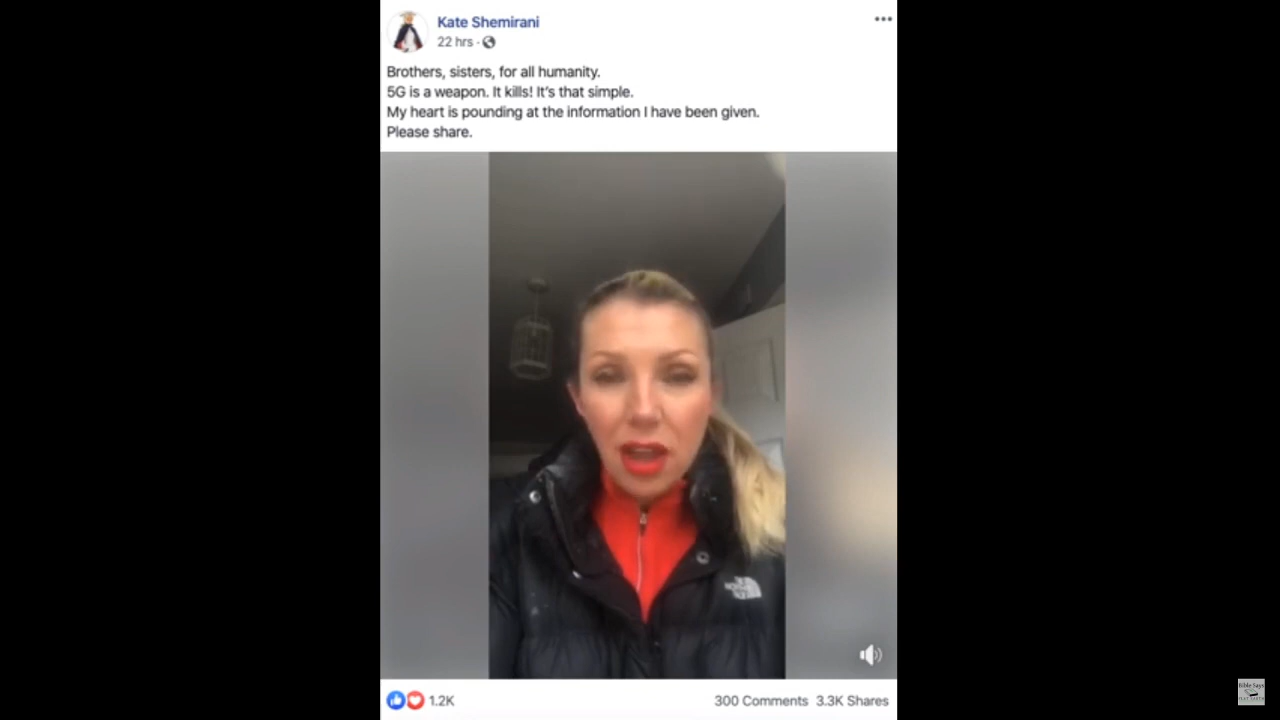 Kate Shemirani
22 hrs ·
Brothers, sisters, for all humanity.
5G is a weapon. It kills! It's that simple.
My heart is pounding at the information I have been given.
Please share.
THE NORTH FACE
1.2K
300 Comments 3.3K Shares
Bible Says